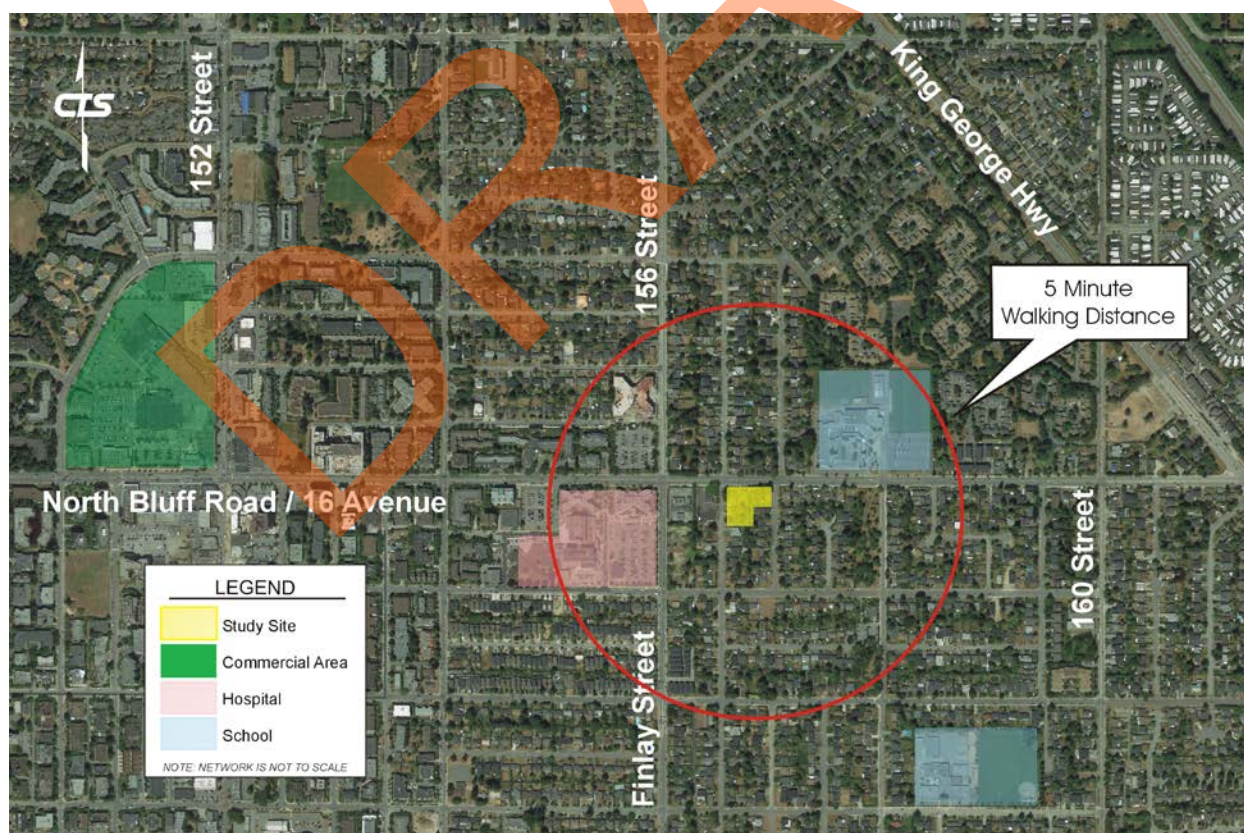 CTS
152 Street
King George Hwy
156 Street
5 Minute
Walking Distance
North Bluff Road / 16 Avenue
160 Street
Finlay Street
LEGEND
Study Site
Commercial Area
Hospital
School
NOTE: NETWORK IS NOT TO SCALE